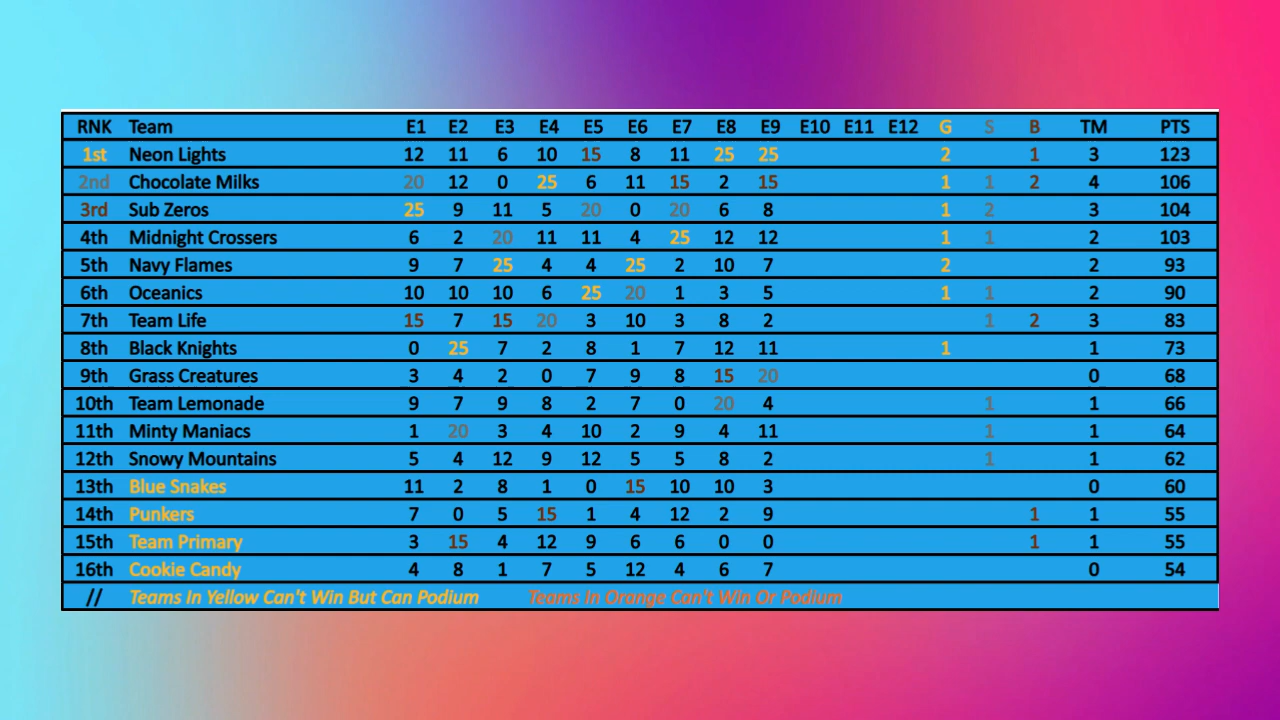 RNK Team E1 E2 E3 E4 E5 E6 E7 E8 E9 E10 E11 E12 G S B TM PTS
1st Neon Lights 12 11 6 10 15 8 11 25 25 2 1 3 123
2nd Chocolate Milks 20 12 0 25 6 11 15 2 15 1 1 2 4 106
3rd Sub Zeros 25 9 11 5 20 0 20 6 8 1 2 3 104
4th Midnight Crossers 6 2 20 11 11 4 25 12 12 1 1 2 103
5th Navy Flames 9 7 25 4 4 25 2 10 7 2 2 93
6th Oceanics 10 10 10 6 25 20 1 3 5 1 1 2 90
7th Team Life 15 7 15 20 3 10 3 8 2 1 2 3 83
8th Black Knights 0 25 7 2 8 1 7 12 11 1 1 73
9th Grass Creatures 3 4 2 0 7 9 8 15 20 0 68
10th Team Lemonade 9 7 9 8 2 7 0 20 4 1 1 66
11th Minty Maniacs 1 20 3 4 10 2 9 4 11 1 1 64
12th Snowy Mountains 5 4 12 9 12 5 5 8 2 1 1 62
13th Blue Snakes 11 2 8 1 0 15 10 10 3 0 60
14th Punkers 7 0 5 15 1 4 12 2 9 1 1 55
15th Team Primary 3 15 4 12 9 6 6 0 0 1 1 55
16th Cookie Candy 4 8 1 7 5 12 4 6 7 0 54
// Teams In Yellow Can't Win But Can Podium Teams In Orange Can't Win Or Podium